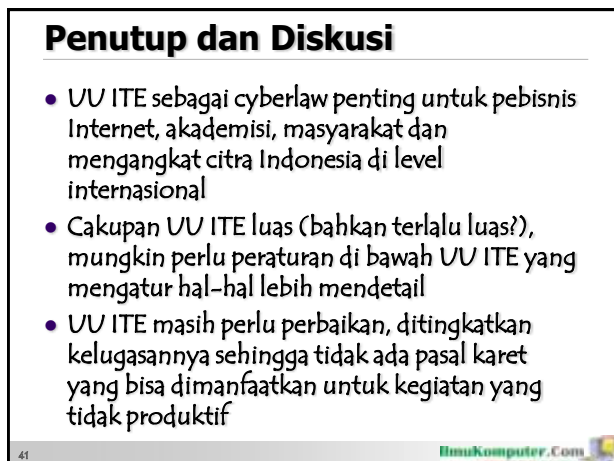 Penutup dan Diskusi
UU ITE sebagai cyberlaw penting untuk pebisnis
Internet, akademisi, masyarakat dan
mengangkat citra Indonesia di level
internasional
Cakupan UU ITE luas (bahkan terlalu luas?),
mungkin perlu peraturan di bawah UU ITE yang
mengatur hal-hal lebih mendetail
UU ITE masih perlu perbaikan, ditingkatkan
kelugasannya sehingga tidak ada pasal karet
yang bisa dimanfaatkan untuk kegiatan yang
tidak produktif
41
IlmuKomputer.Com